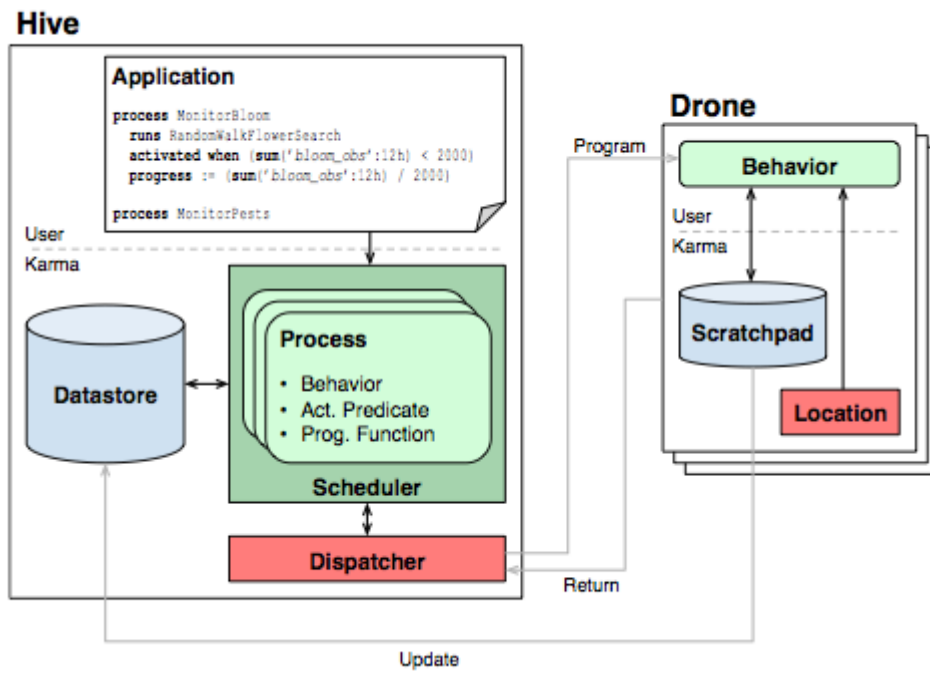 Hive
Application
process MonitorBloom
runs RandomWalkFlowerSearch
activated when (sum('bloom_obs':12h) < 2000)
progress := (sum('bloom_obs':12h) / 2000)
process MonitorPests
User
Karma
Datastore
Process
• Behavior
• Act. Predicate
• Prog. Function
Scheduler
Dispatcher
Program
Return
Update
Drone
Behavior
User
Karma
Scratchpad
Location